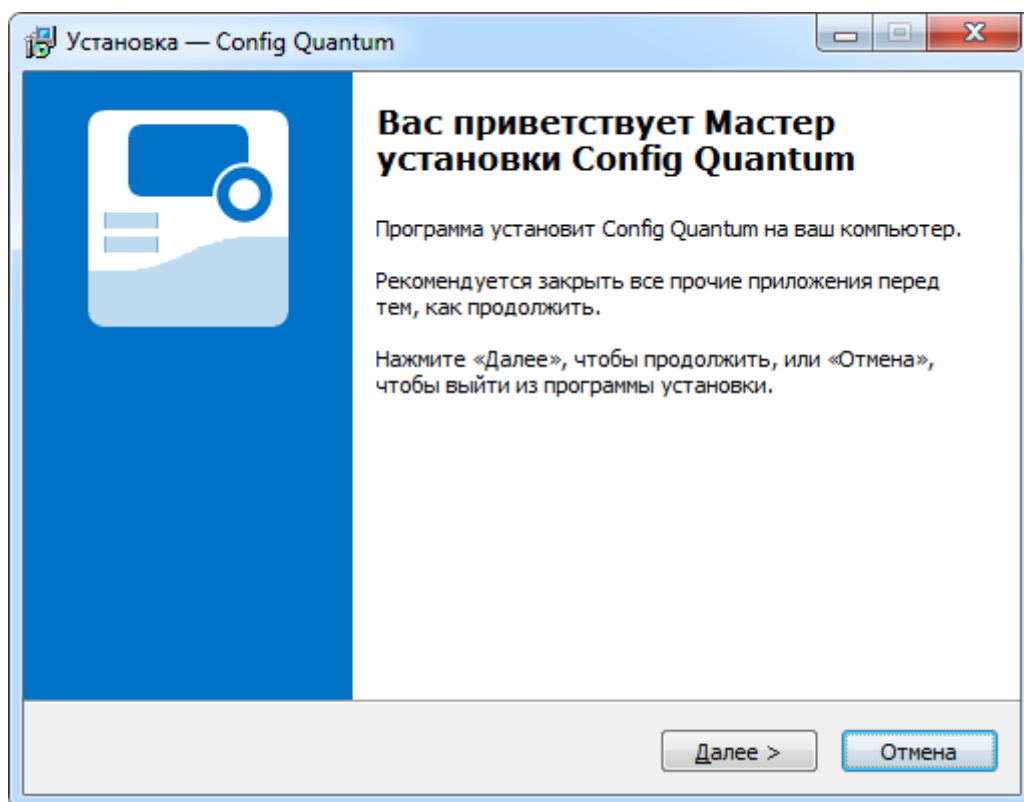 Установка — Config Quantum
Вас приветствует Мастер
установки Config Quantum
Программа установит Config Quantum на ваш компьютер.
Рекомендуется закрыть все прочие приложения перед
тем, как продолжить.
Нажмите «Далее», чтобы продолжить, или «Отмена»,
чтобы выйти из программы установки.
Далее > Отмена